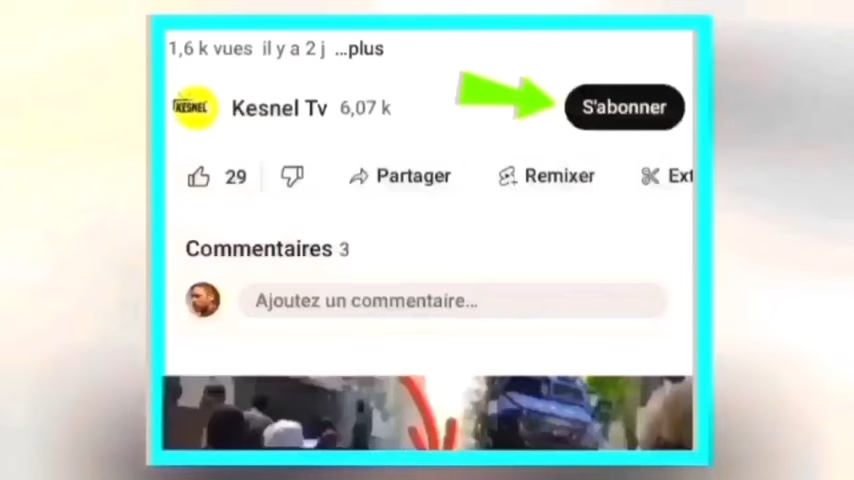 1,6 k vues il y a 2 j ...plus
KESNEL
Kesnel Tv 6,07 k
S'abonner
29
Partager
Remixer
Ext
Commentaires 3
Ajoutez un commentaire...